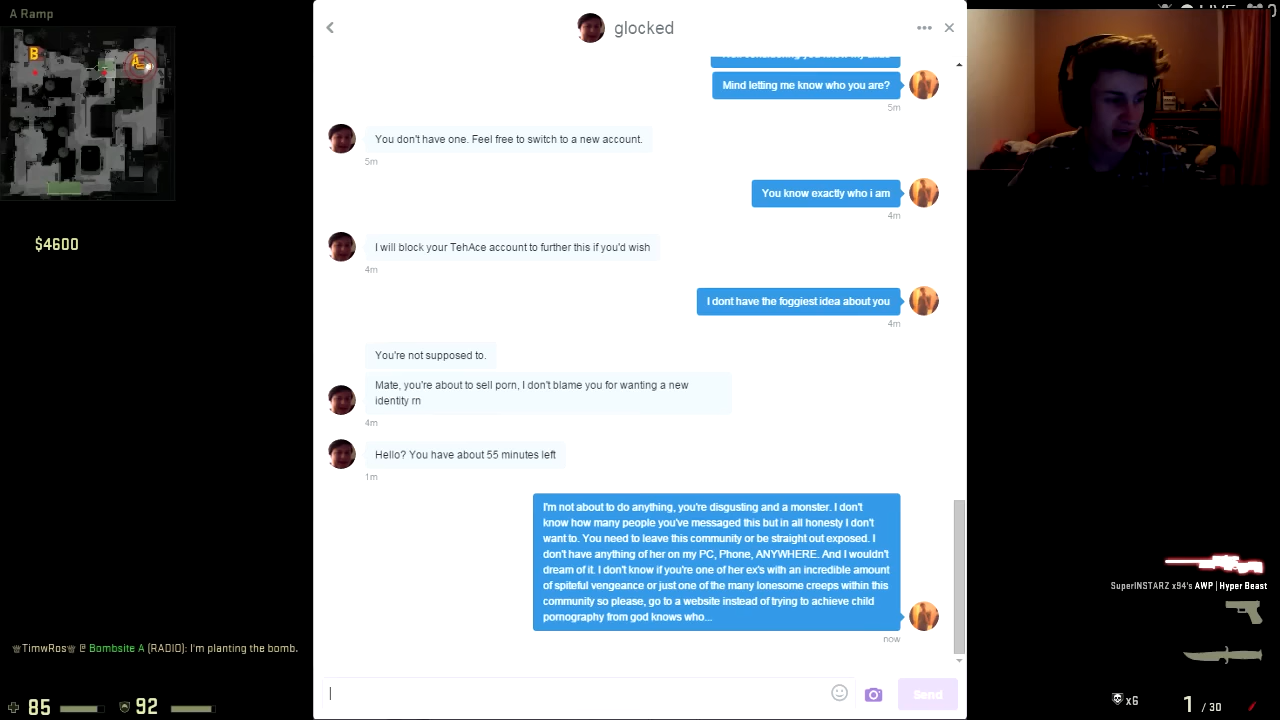 A Ramp
B
A
$4600
glocked
Mind letting me know who you are?
5m
You don't have one. Feel free to switch to a new account.
5m
You know exactly who i am
4m
I will block your TehAce account to further this if you'd wish
4m
I dont have the foggiest idea about you
4m
You're not supposed to.
Mate, you're about to sell porn, I don't blame you for wanting a new
identity rn
4m
Hello? You have about 55 minutes left
1m
I'm not about to do anything, you're disgusting and a monster. I don't
know how many people you've messaged this but in all honesty I don't
want to. You need to leave this community or be straight out exposed. I
don't have anything of her on my PC, Phone, ANYWHERE. And I wouldn't
dream of it. I don't know if you're one of her ex's with an incredible amount
of spiteful vengeance or just one of the many lonesome creeps within this
community so please, go to a website instead of trying to achieve child
pornography from god knows who...
now
Send
SuperINSTARZ x94's AWP | Hyper Beast
♛TimwRos♛ @ Bombsite A (RADIO): I'm planting the bomb.
85 92
x6 1 / 30